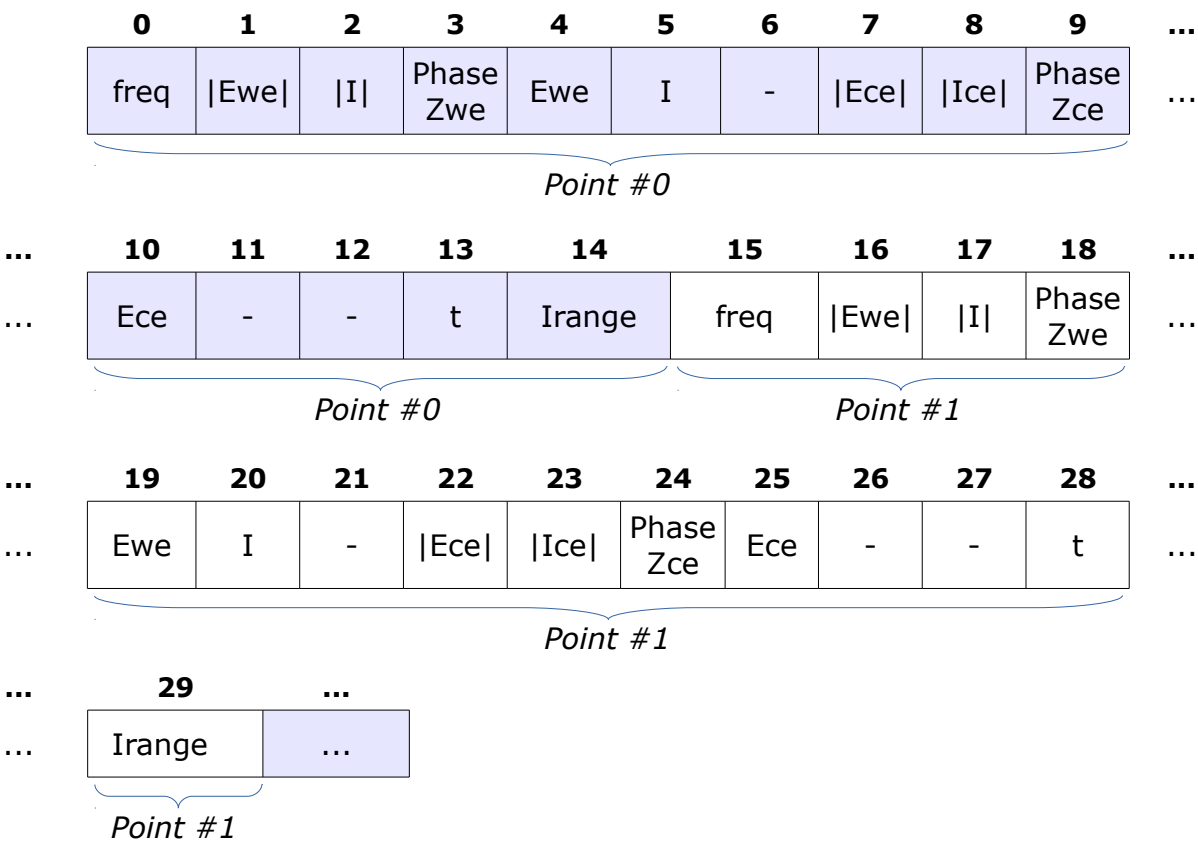 0 1 2 3 4 5 6 7 8 9 ...
freq |Ewe| |I| Phase Zwe Ewe I - |Ece| |Ice| Phase Zce ...
Point #0
... 10 11 12 13 14 15 16 17 18 ...
... Ece - - t Irange freq |Ewe| |I| Phase Zwe ...
Point #0 Point #1
... 19 20 21 22 23 24 25 26 27 28 ...
... Ewe I - |Ece| |Ice| Phase Zce Ece - - t ...
Point #1
... 29 ...
... Irange ...
Point #1